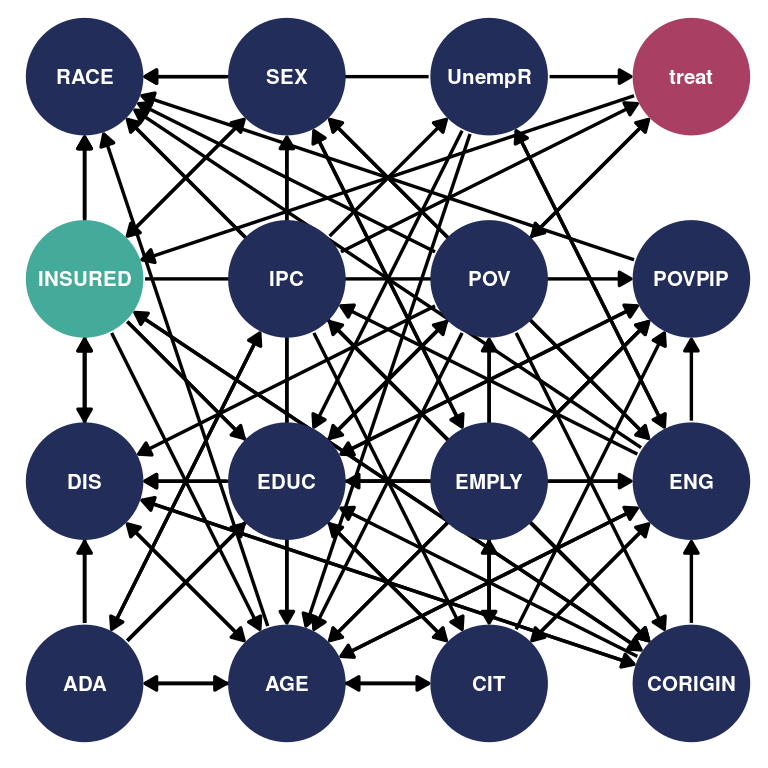 RACE
SEX
UnempR
treat
INSURED
IPC
POV
POVPIP
DIS
EDUC
EMPLY
ENG
ADA
AGE
CIT
CORIGIN